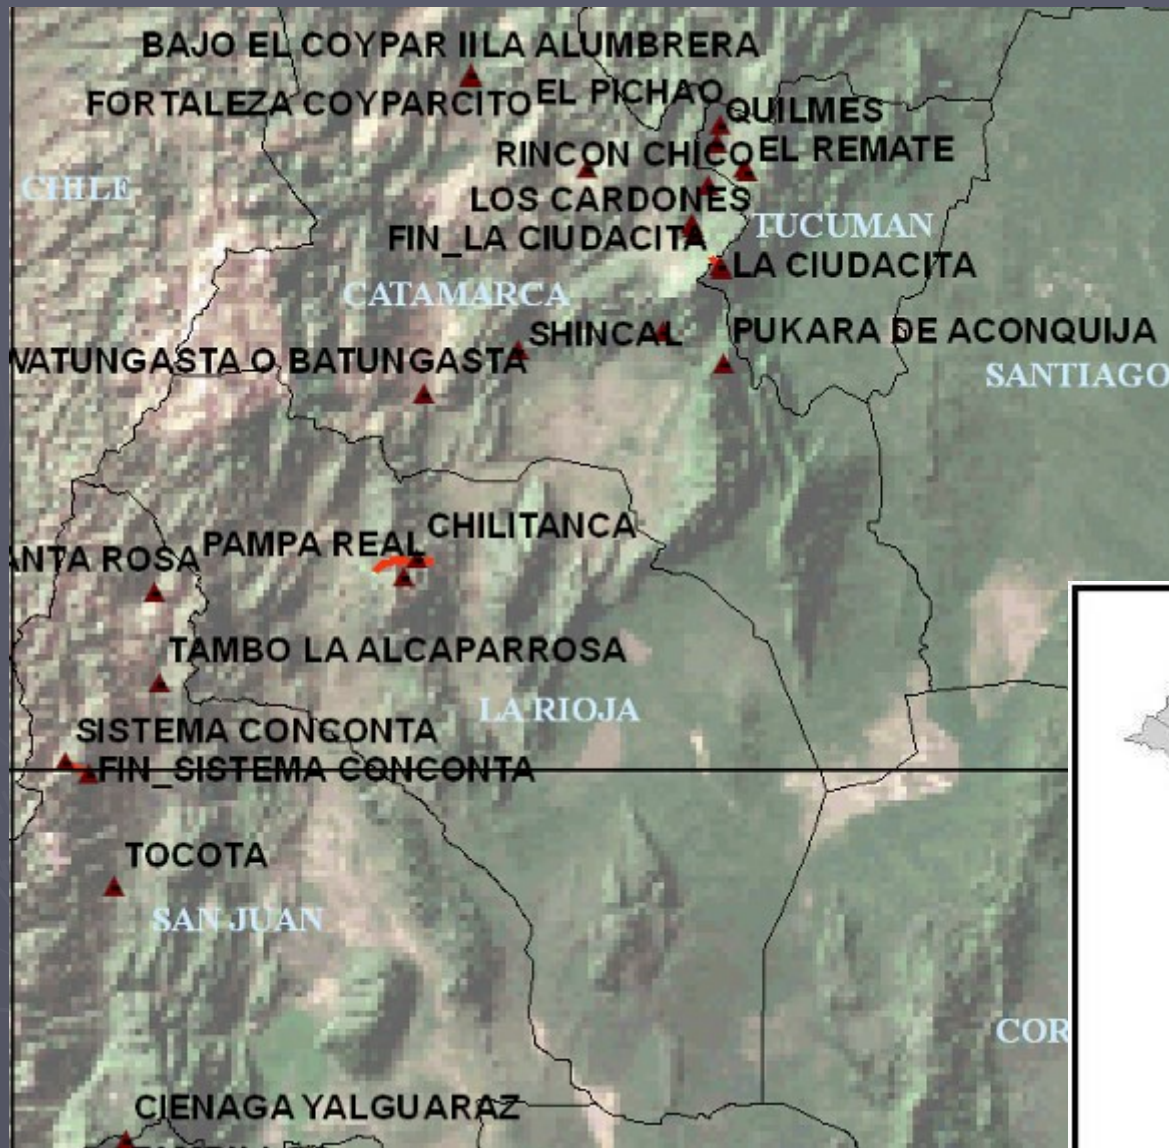 BAJO EL COYPAR II LA ALUMBRERA
FORTALEZA COYPARCITO
EL PICHAO
QUILMES
RINCON CHICO
EL REMATE
CHILE
LOS CARDONES
TUCUMAN
FIN_LA CIUDACITA
LA CIUDACITA
CATAMARCA
SHINCAL
PUKARA DE ACONQUIJA
WATUNGASTA O BATUNGASTA
SANTIAGO
CHILITANCA
PAMPA REAL
ANTA ROSA
TAMBO LA ALCAPARROSA
LA RIOJA
SISTEMA CONCONTA
FIN_SISTEMA CONCONTA
TOCOTA
SAN JUAN
COR
CIENAGA YALGUARAZ